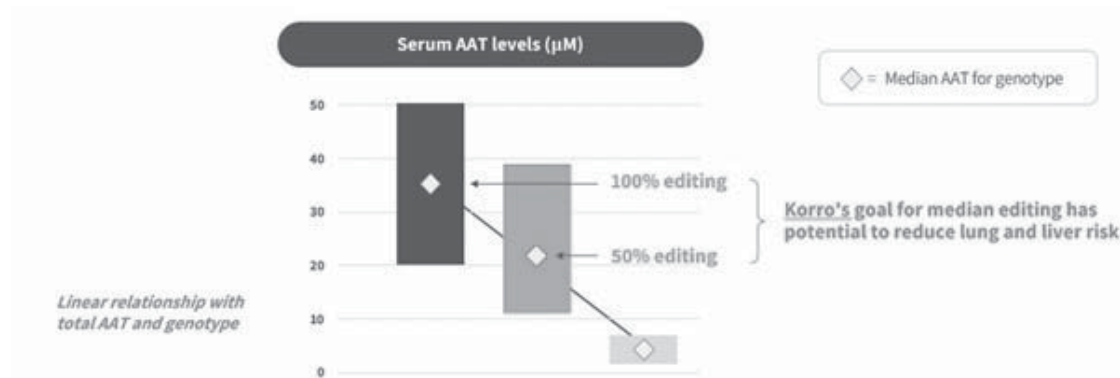 Serum AAT levels (μM)
= Median AAT for genotype
50
40
30
20
10
0
100% editing
50% editing
Korro's goal for median editing has
potential to reduce lung and liver risk
Linear relationship with
total AAT and genotype